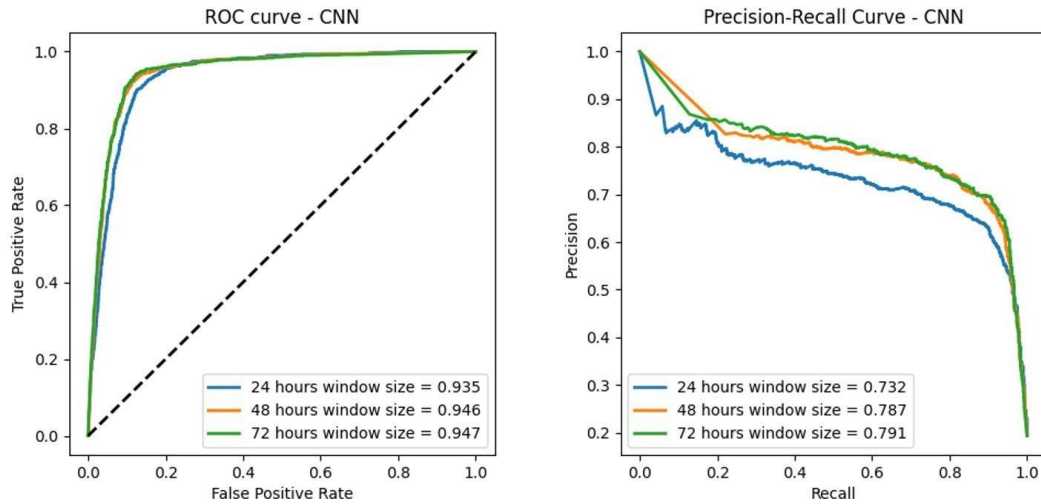 ROC curve - CNN
True Positive Rate
1.0
0.8
0.6
0.4
0.2
0.0
0.0 0.2 0.4 0.6 0.8 1.0
False Positive Rate
24 hours window size = 0.935
48 hours window size = 0.946
72 hours window size = 0.947
Precision-Recall Curve - CNN
Precision
1.0
0.9
0.8
0.7
0.6
0.5
0.4
0.3
0.2
0.0 0.2 0.4 0.6 0.8 1.0
Recall
24 hours window size = 0.732
48 hours window size = 0.787
72 hours window size = 0.791